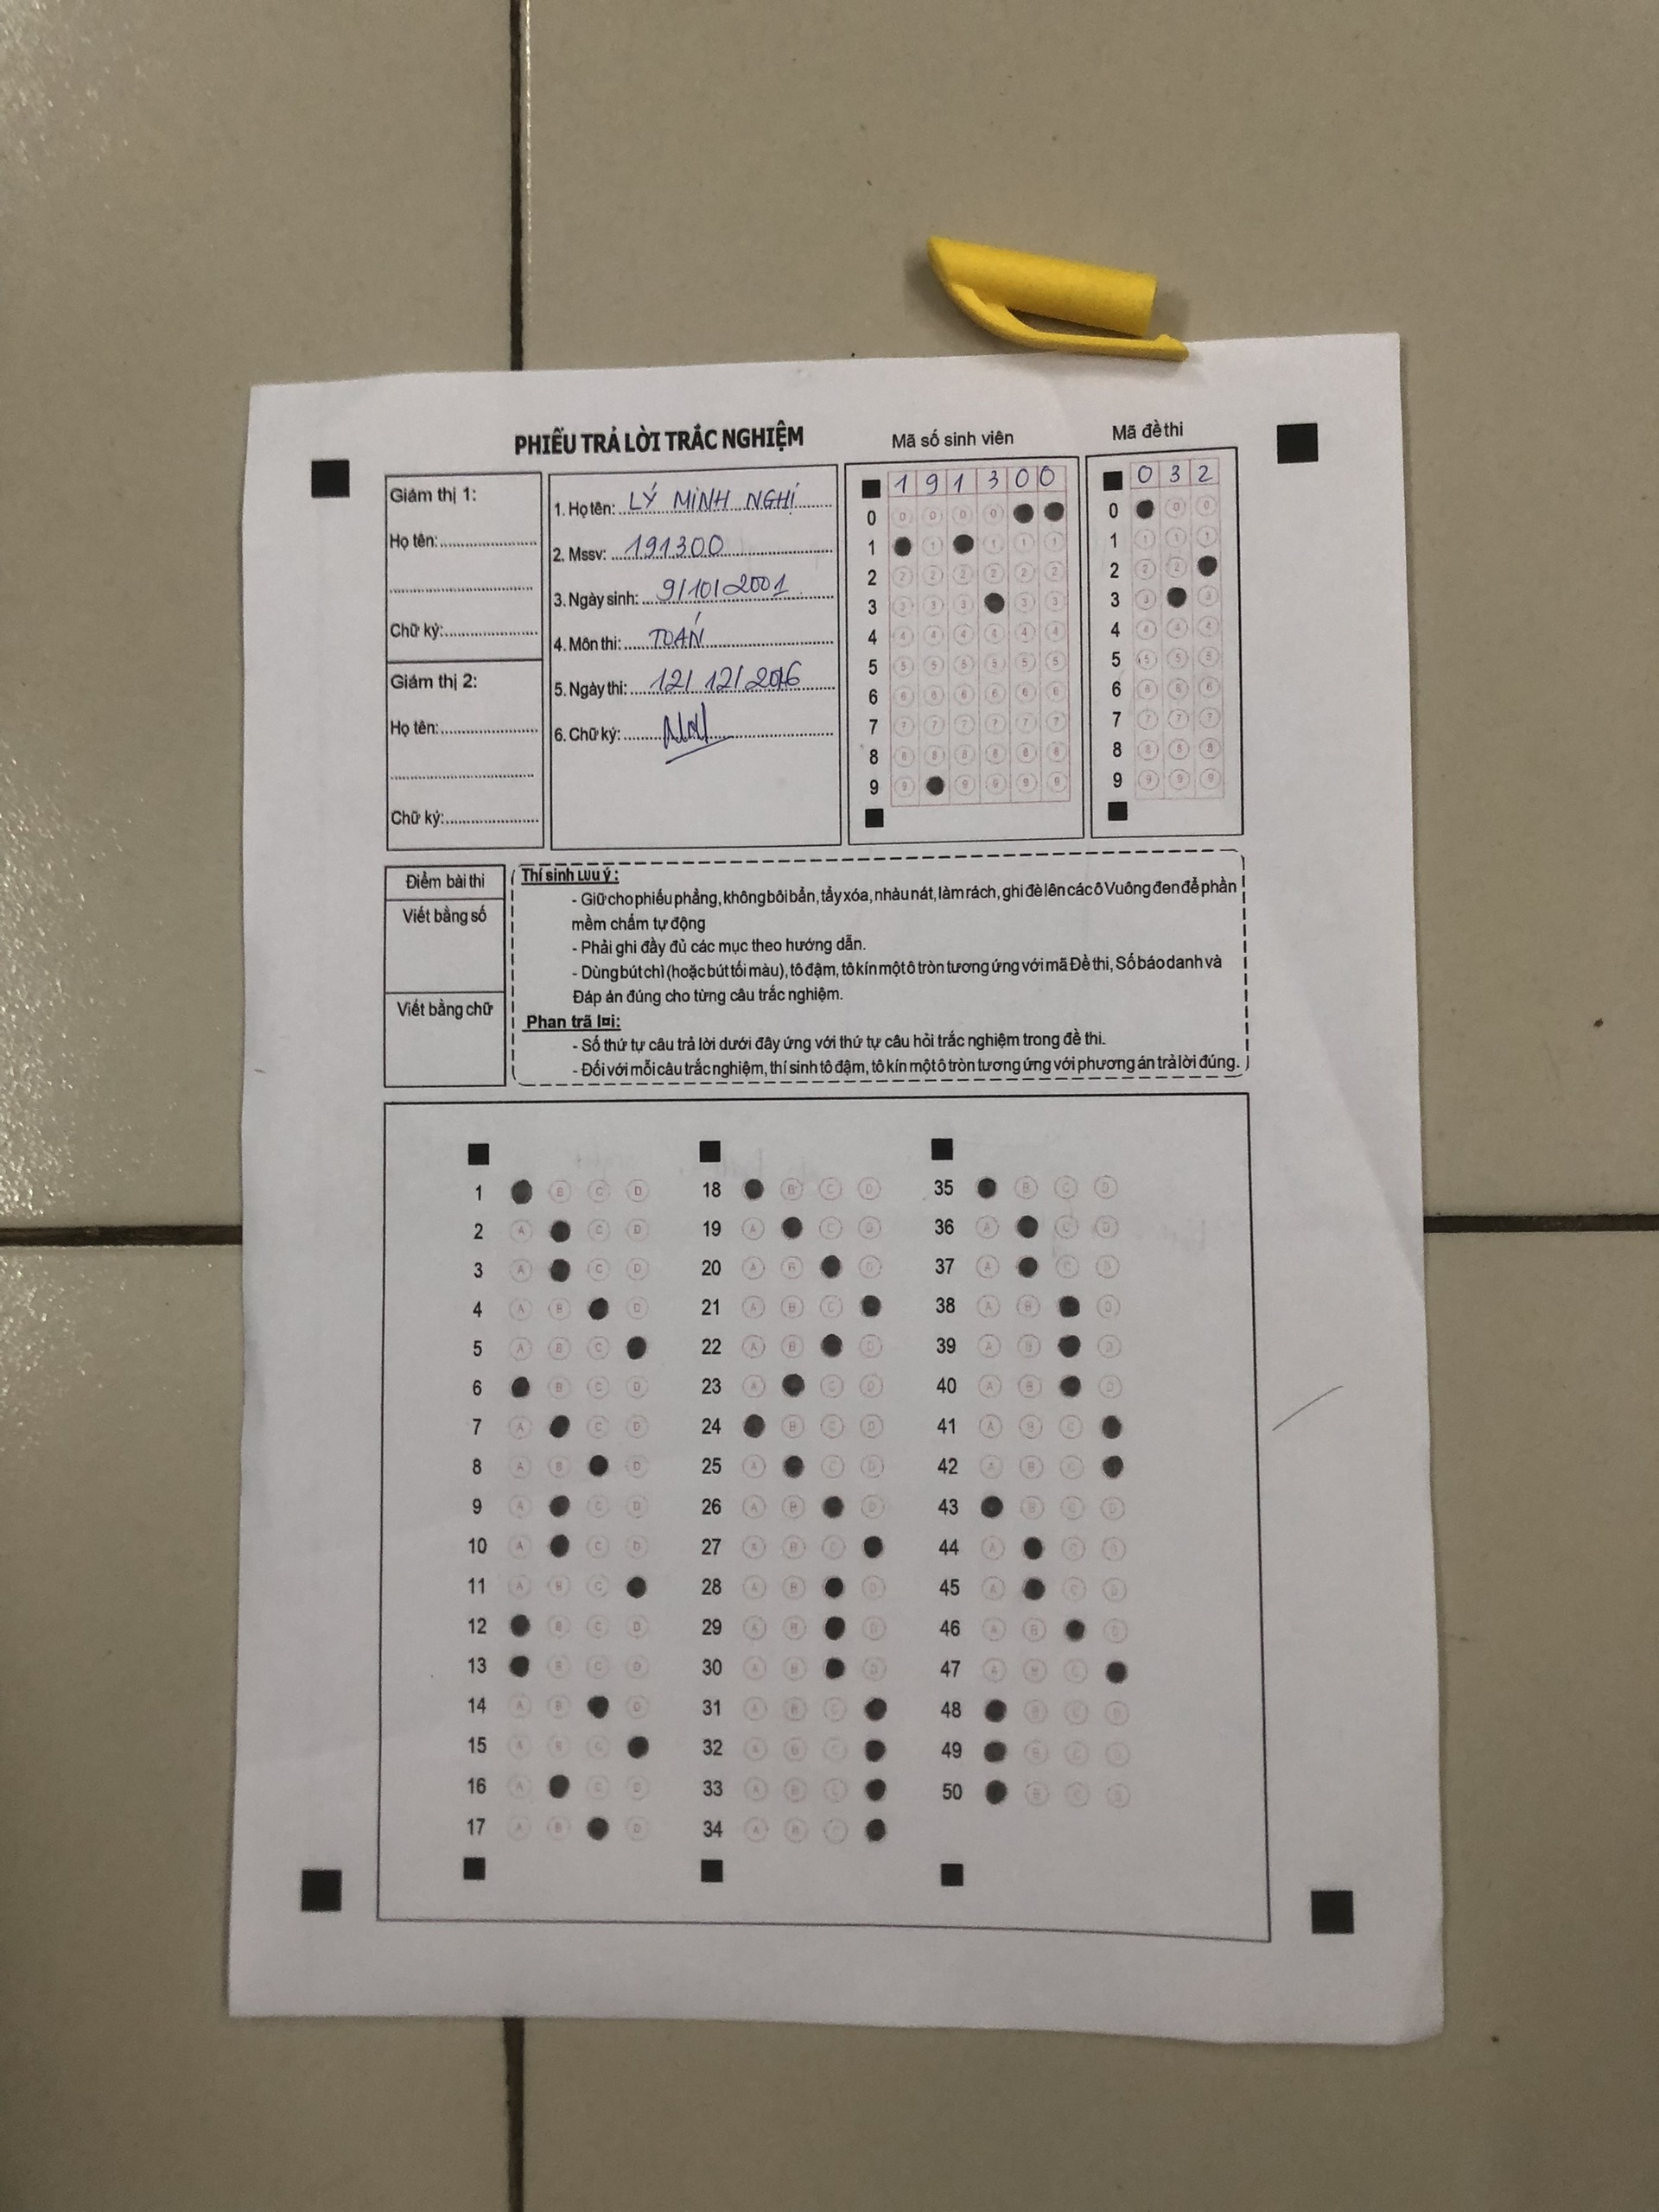 PHIẾU TRẢ LỜI TRẮC NGHIỆM
Giám thị 1:
Họ tên:
Chữ ký:
Giám thị 2:
Họ tên:
Chữ ký:
1. Họ tên: LÝ MINH NGHI
2. Mssv: 191300
3. Ngày sinh: 9/10/2001
4. Môn thi: TOÁN
5. Ngày thi: 12/12/2016
6. Chữ ký:
Mã số sinh viên
1 9 1 3 0 0
0 0 0 0 0
1 1 1 1 1
2 2 2 2 2 2 2
3 3 3 3 3 3
4 4 4 4 4 4 4
5 5 5 5 5 5 5
6 6 6 6 6 6 6
7 7 7 7 7 7 7
8 8 8 8 8 8 8
9 9 9 9 9 9
Mã đề thi
0 3 2
0 0 0
1 1 1 1
2 2 2
3 3 3
4 4 4 4
5 5 5 5
6 6 6 6
7 7 7 7
8 8 8 8
9 9 9 9
Điểm bài thi
Viết bằng số
Viết bằng chữ
Thí sinh Lưu ý:
- Giữ cho phiếu phẳng, không bôi bẩn, tẩy xóa, nhàu nát, làm rách, ghi đè lên các ô Vuông đen để phần
mềm chấm tự động
- Phải ghi đầy đủ các mục theo hướng dẫn.
- Dùng bút chì (hoặc bút tối màu), tô đậm, tô kín một ô tròn tương ứng với mã Đề thi, Số báo danh và
Đáp án đúng cho từng câu trắc nghiệm.
Phan trã l¤i:
- Số thứ tự câu trả lời dưới đây ứng với thứ tự câu hỏi trắc nghiệm trong đề thi.
- Đối với mỗi câu trắc nghiệm, thí sinh tô đậm, tô kín một ô tròn tương ứng với phương án trả lời đúng.
1 B C D
2 A C D
3 A C D
4 A B D
5 A B C
6 B C D
7 A C D
8 A B D
9 A C D
10 A C D
11 A B C
12 B C D
13 B C D
14 A B D
15 A B C
16 A C D
17 A B D
18 B C D
19 A C D
20 A B D
21 A B C
22 A B D
23 A C D
24 B C D
25 A C D
26 A B D
27 A B C
28 A B D
29 A B D
30 A B D
31 A B C
32 A B C
33 A B C
34 A B C
35 B C D
36 A C D
37 A C D
38 A B D
39 A B D
40 A B D
41 A B C
42 A B C
43 B C D
44 A C D
45 A C D
46 A B D
47 A B C
48 B C D
49 B C D
50 B C D